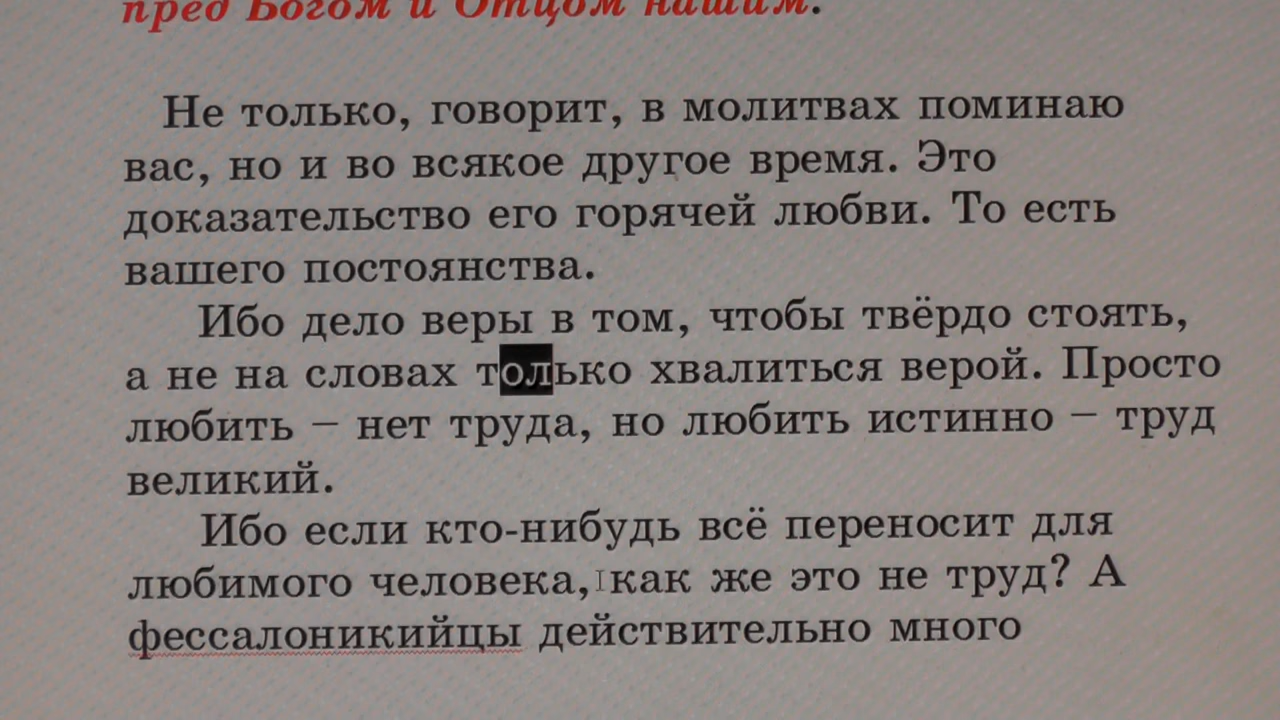 пред Богом и Отцом нашим.
Не только, говорит, в молитвах поминаю
вас, но и во всякое другое время. Это
доказательство его горячей любви. То есть
вашего постоянства.
Ибо дело веры в том, чтобы твёрдо стоять,
а не на словах только хвалиться верой. Просто
любить – нет труда, но любить истинно – труд
великий.
Ибо если кто-нибудь всё переносит для
любимого человека, как же это не труд? А
фессалоникийцы действительно много